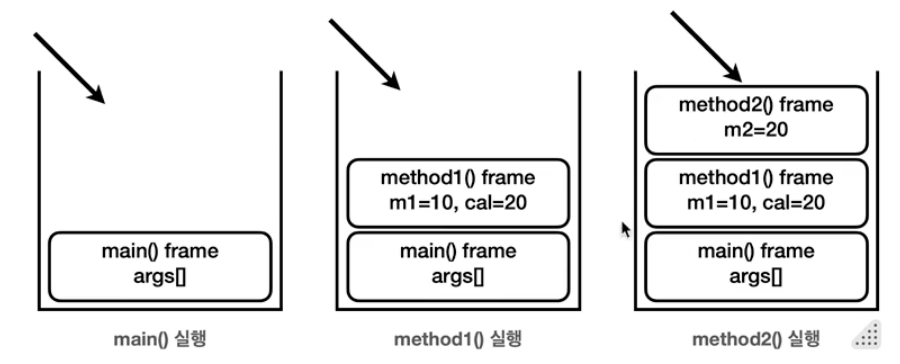 main() frame
args[]
main() 실행
method1() frame
m1=10, cal=20
main() frame
args[]
method1() 실행
method2() frame
m2=20
method1() frame
m1=10, cal=20
main() frame
args[]
method2() 실행